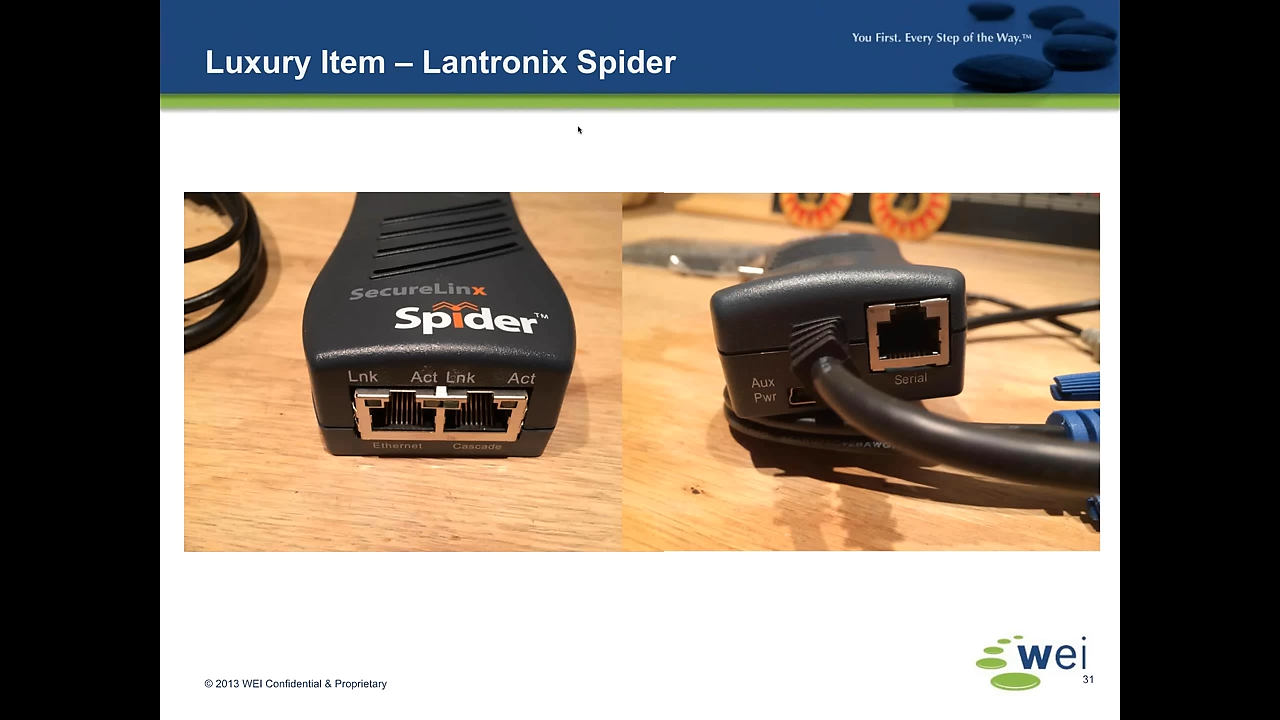 You First. Every Step of the Way.™
Luxury Item – Lantronix Spider
SecureLinx
Spider™
Lnk Act Lnk Act
Ethernet Cascade
Aux
Pwr
Serial
© 2013 WEI Confidential & Proprietary
wei
31